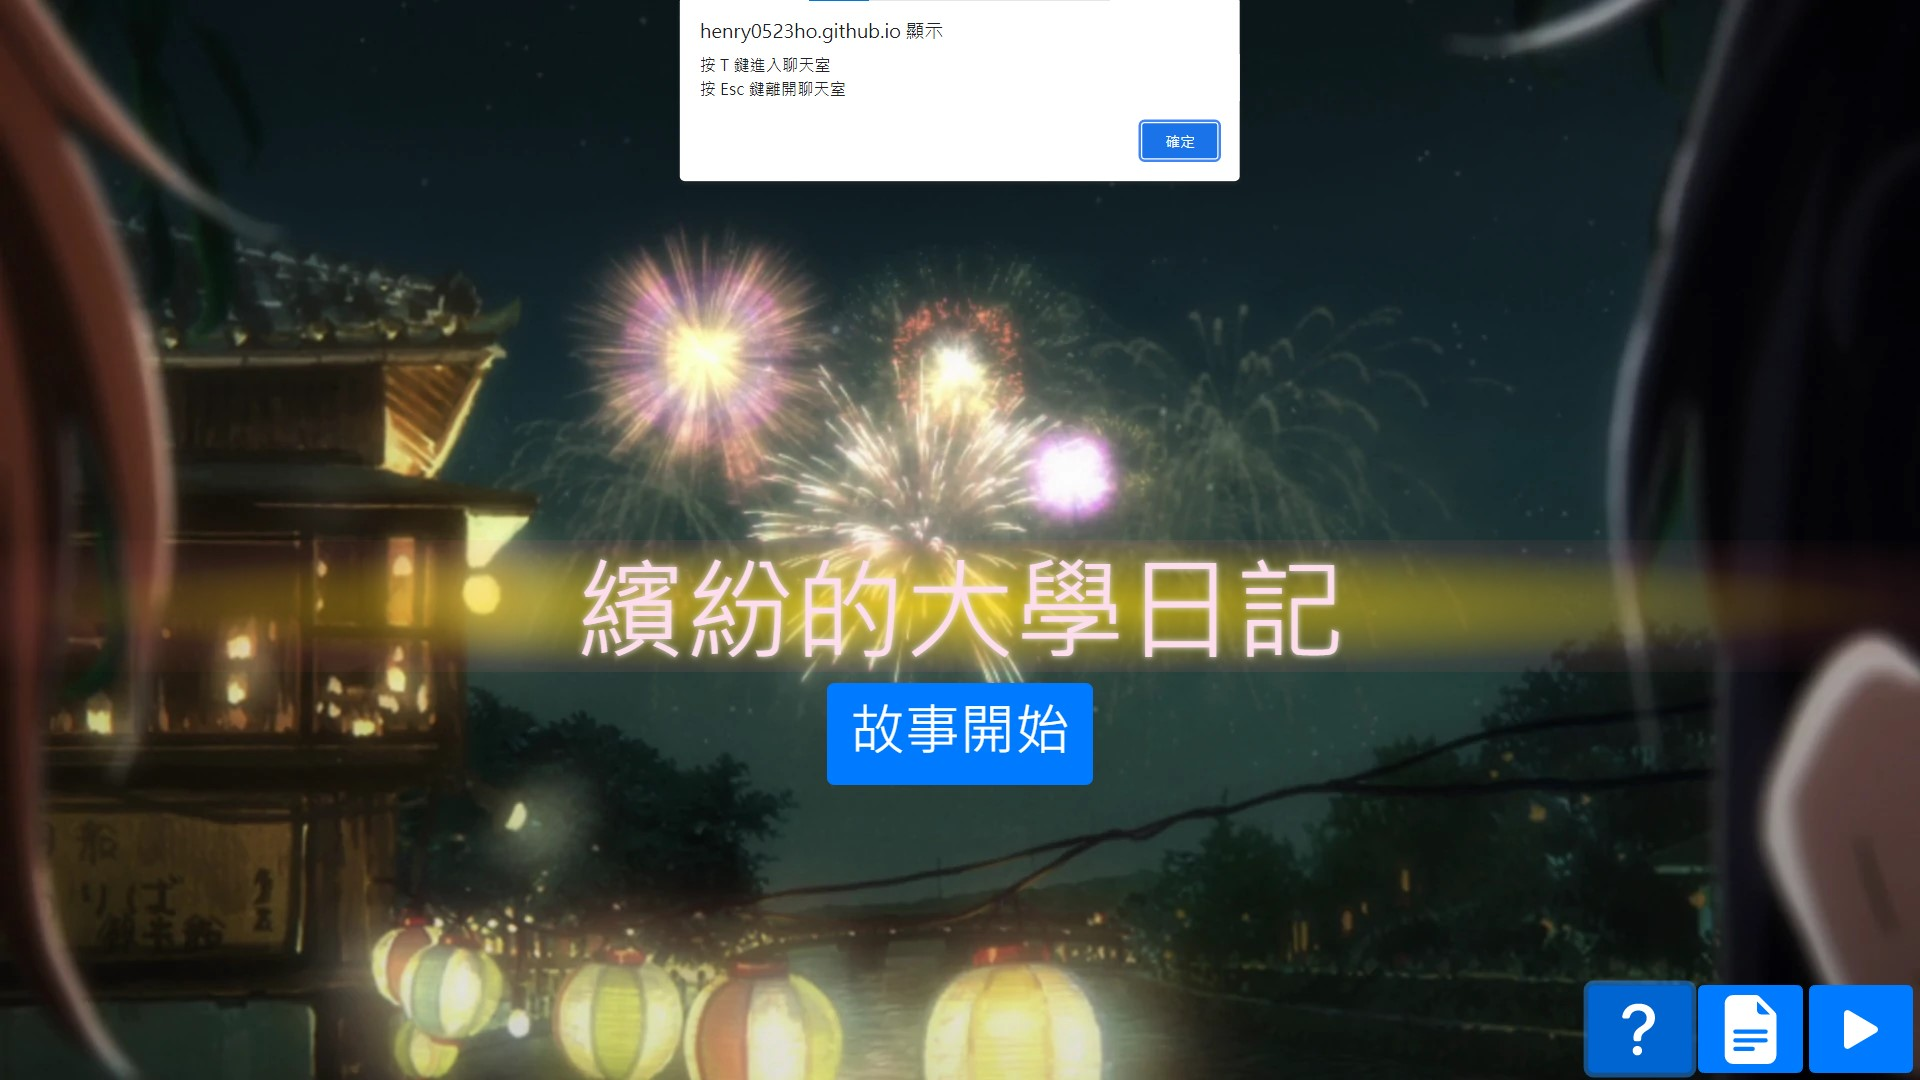 henry0523ho.github.io 顯示
按 T 鍵進入聊天室
按 Esc 鍵離開聊天室
確定
繽紛的大學日記
故事開始
?